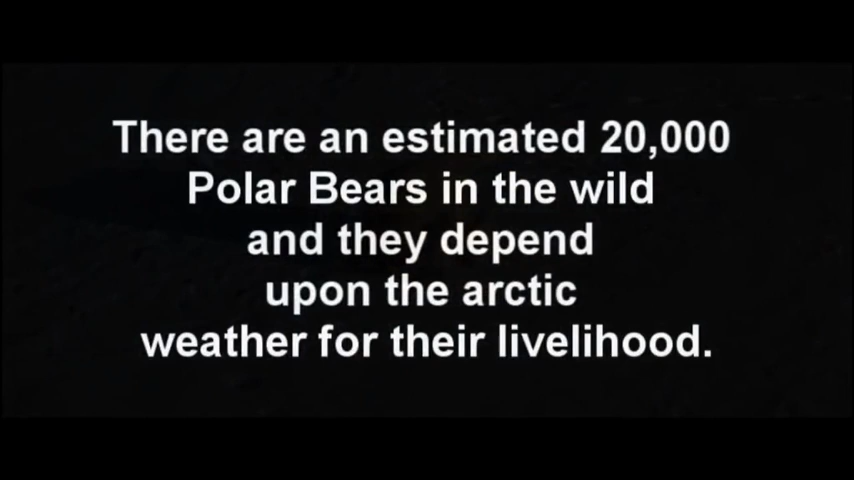 There are an estimated 20,000
Polar Bears in the wild
and they depend
upon the arctic
weather for their livelihood.